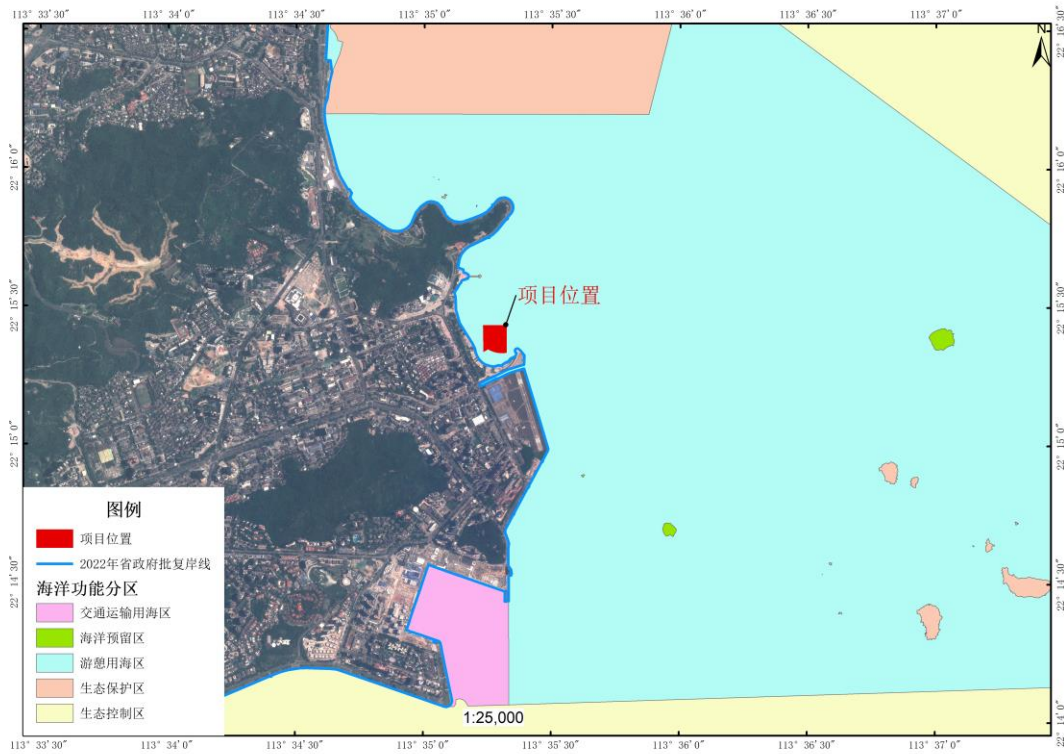 113° 33′30″ 113° 34′0″ 113° 34′30″ 113° 35′0″ 113° 35′30″ 113° 36′0″ 113° 36′30″ 113° 37′0″
N
22° 16′30″
22° 16′30″
22° 16′0″
22° 16′0″
22° 15′30″
22° 15′30″
项目位置
22° 15′0″
22° 15′0″
22° 14′30″
22° 14′30″
22° 14′0″
图例
项目位置
2022年省政府批复岸线
海洋功能分区
交通运输用海区
海洋预留区
游憩用海区
生态保护区
生态控制区
1:25,000
113° 33′30″ 113° 34′0″ 113° 34′30″ 113° 35′0″ 113° 35′30″ 113° 36′0″ 113° 36′30″ 113° 37′0″